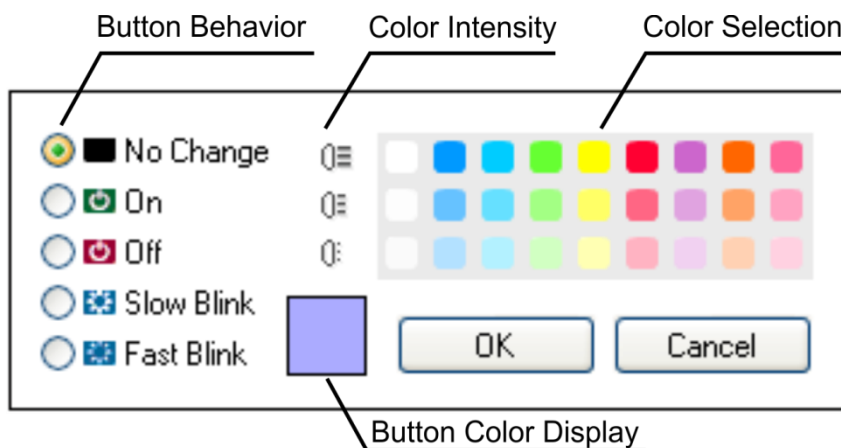 Button Behavior
Color Intensity
Color Selection
No Change
On
Off
Slow Blink
Fast Blink
OK
Cancel
Button Color Display